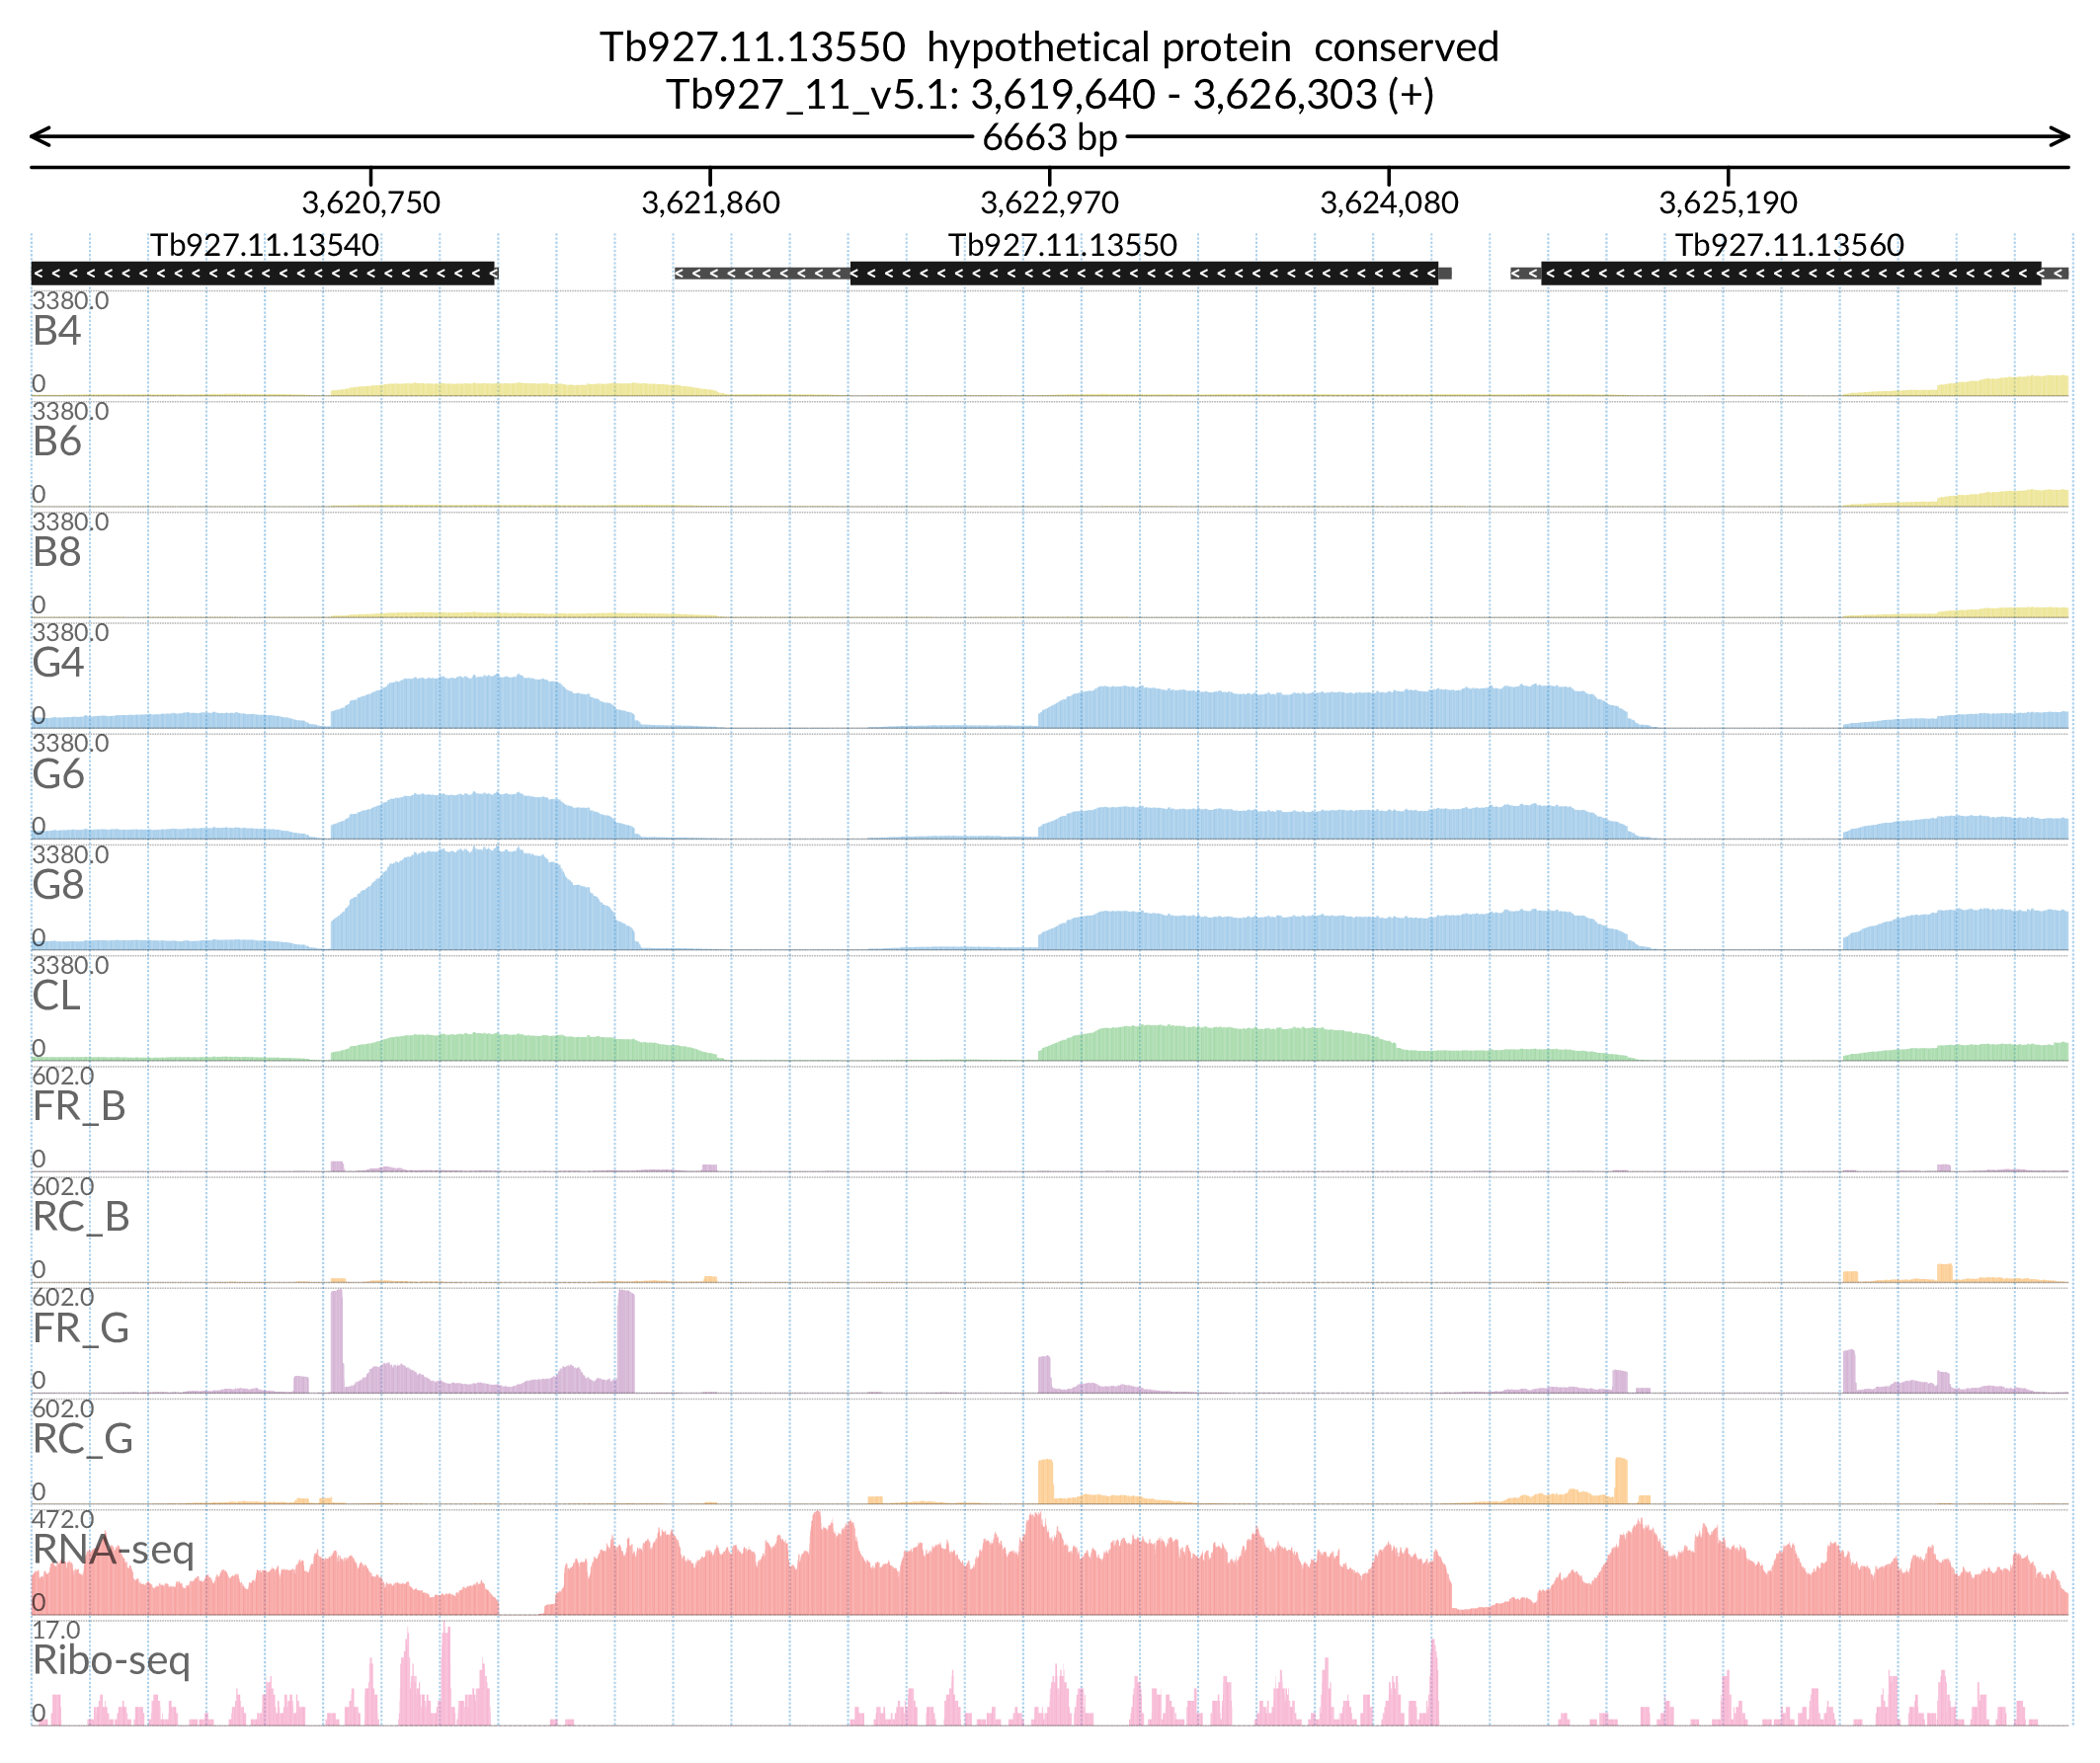 Tb927.11.13550 hypothetical protein conserved
Tb927_11_v5.1: 3,619,640 - 3,626,303 (+)
6663 bp
3,620,750 3,621,860 3,622,970 3,624,080 3,625,190
Tb927.11.13540 Tb927.11.13550 Tb927.11.13560
3380.0
B4
0
3380.0
B6
0
3380.0
B8
0
3380.0
G4
0
3380.0
G6
0
3380.0
G8
0
3380.0
CL
0
602.0
FR_B
0
602.0
RC_B
0
602.0
FR_G
0
602.0
RC_G
0
472.0
RNA-seq
0
17.0
Ribo-seq
0